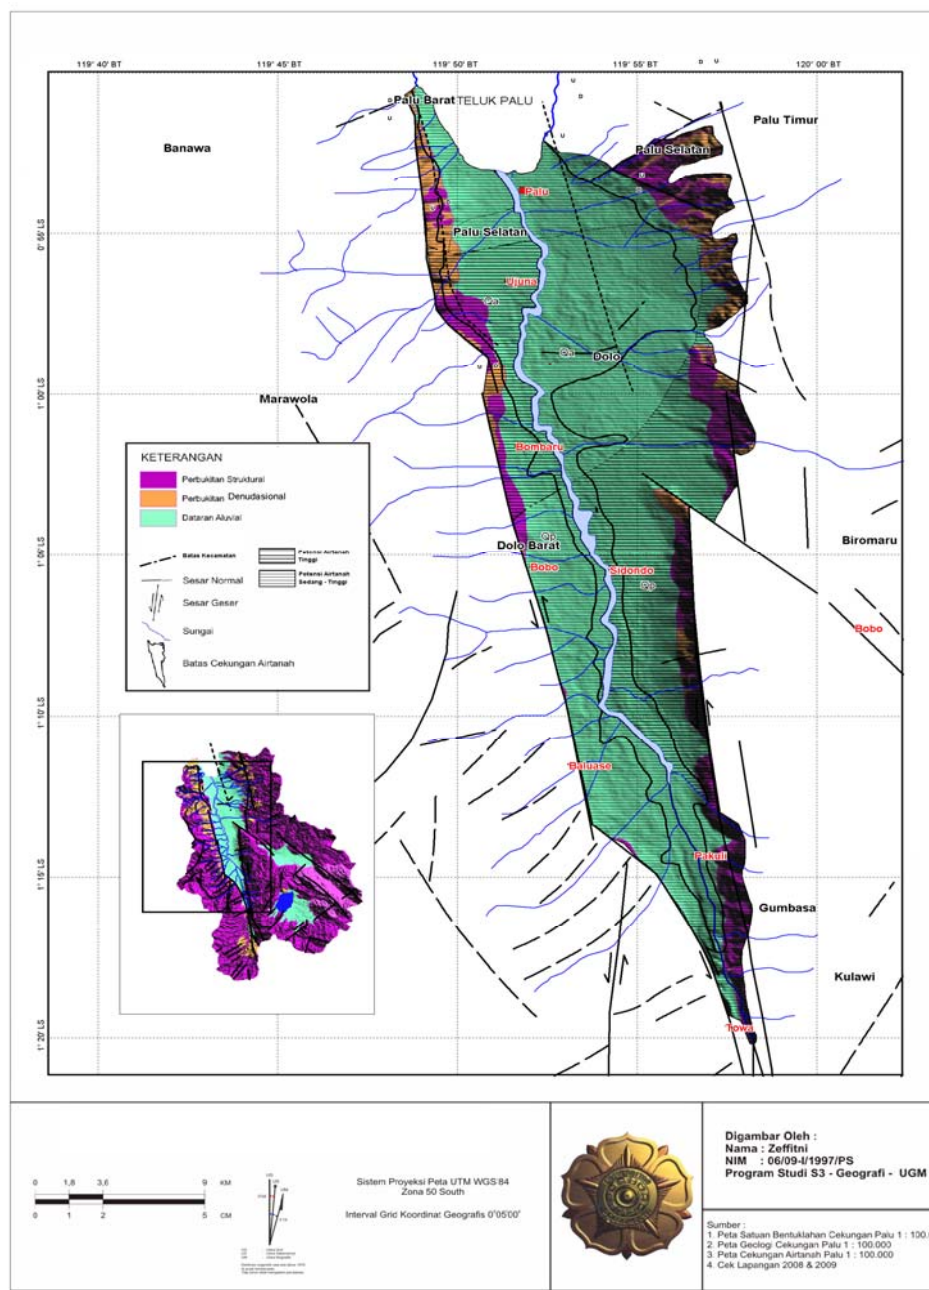 119° 40' BT
119° 45' BT
119° 50' BT
119° 55' BT
120° 00' BT
Palu Barat
TELUK PALU
Palu Timur
Banawa
Palu Selatan
Palu
0° 55' LS
Palu Selatan
Ujuna
Qa
Qa
Dolo
1° 00' LS
Marawola
Bombaru
KETERANGAN
Perbukitan Struktural
Perbukitan Denudasional
Dataran Aluvial
Batas Kecamatan
Potensi Airtanah
Tinggi
Sesar Normal
Potensi Airtanah
Sedang - Tinggi
Sesar Geser
Sungai
Batas Cekungan Airtanah
Qp
Dolo Barat
Bobo
Sidondo
Qp
Biromaru
Bobo
1° 10' LS
Baluase
Pakuli
1° 15' LS
Gumbasa
Kulawi
Towa
1° 20' LS
0 1,8 3,6 9 KM
0 1 2 5 CM
Sistem Proyeksi Peta UTM WGS 84
Zona 50 South
Interval Grid Koordinat Geografis 0°05'00"
Digambar Oleh :
Nama : Zeffitni
NIM : 06/09-I/1997/PS
Program Studi S3 - Geografi - UGM
Sumber :
1. Peta Satuan Bentuklahan Cekungan Palu 1 : 100.0
2. Peta Geologi Cekungan Palu 1 : 100.000
3. Peta Cekungan Airtanah Palu 1 : 100.000
4. Cek Lapangan 2008 & 2009